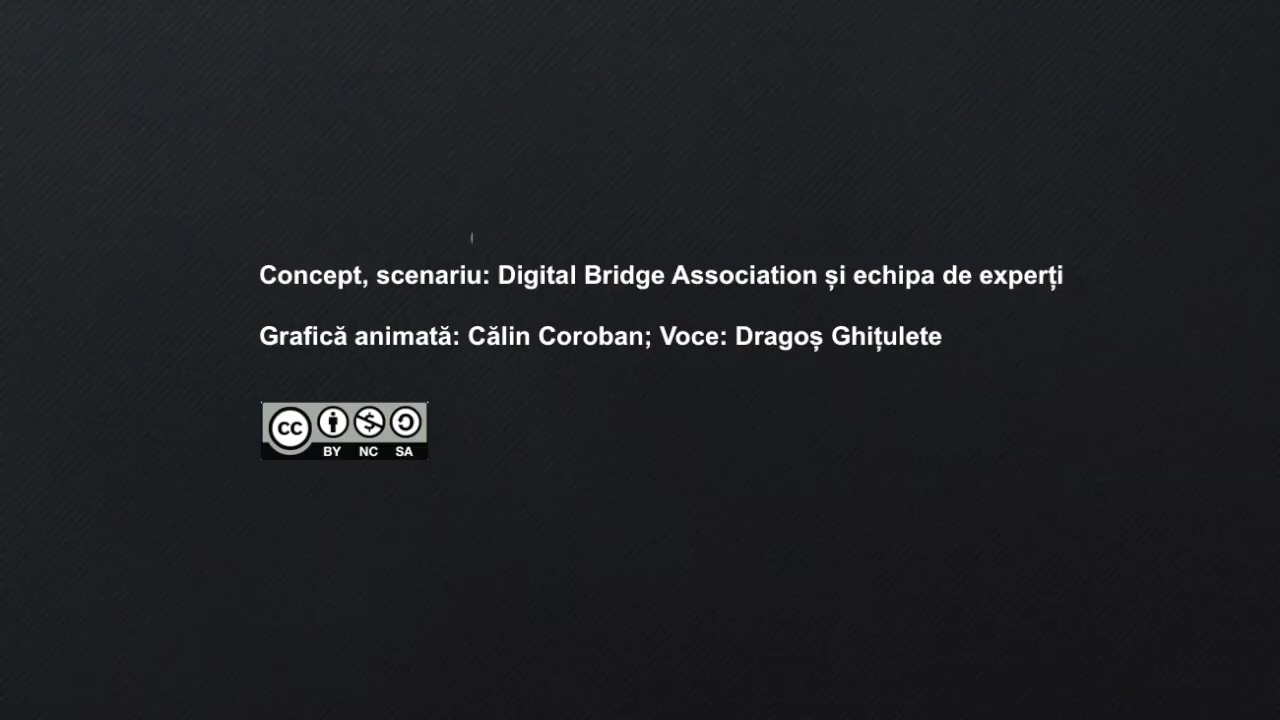 Concept, scenariu: Digital Bridge Association și echipa de experți
Grafică animată: Călin Coroban; Voce: Dragoș Ghițulete
CC BY NC SA